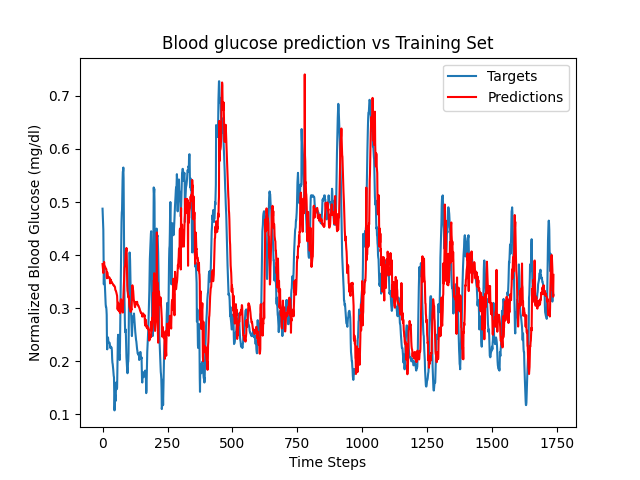 Blood glucose prediction vs Training Set
Targets
Predictions
Normalized Blood Glucose (mg/dl)
0.7
0.6
0.5
0.4
0.3
0.2
0.1
0 250 500 750 1000 1250 1500 1750
Time Steps